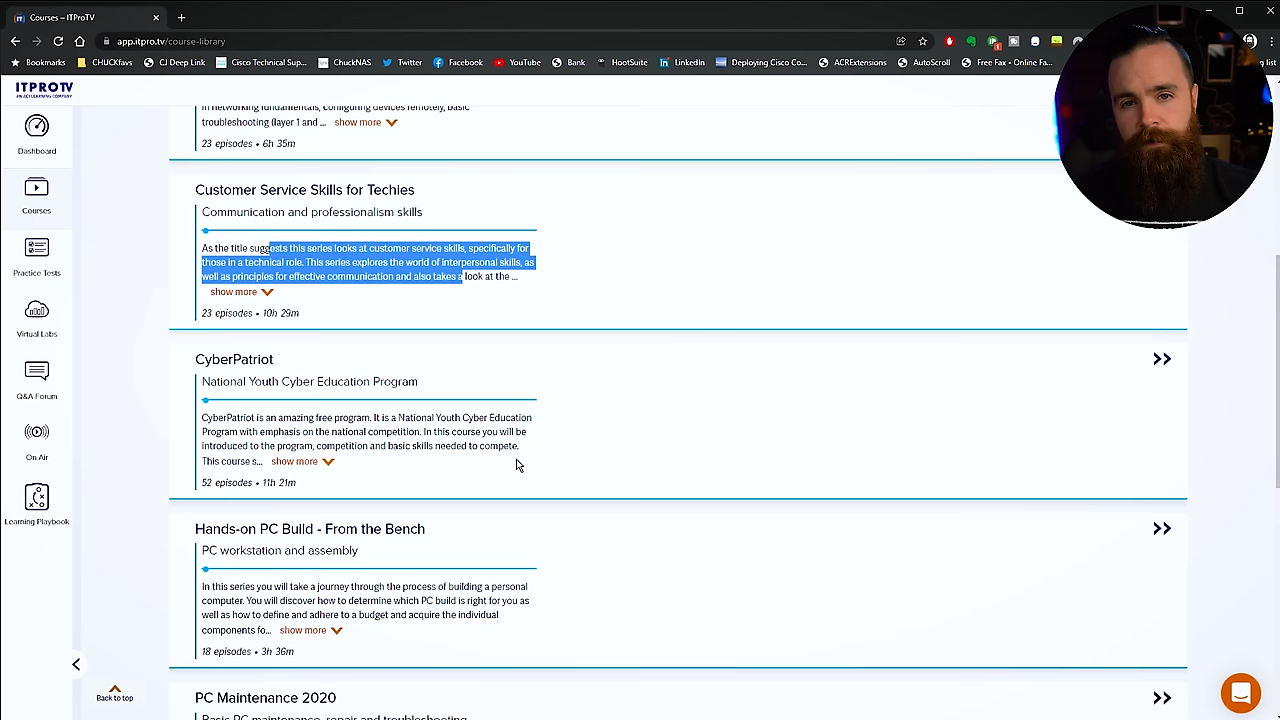 Courses – ITProTV
app.itpro.tv/course-library
Bookmarks
CHUCKfavs
CJ Deep Link
Cisco Technical Suppor...
ChuckNAS
Twitter
Facebook
YouTube
Bank
HootSuite
LinkedIn
Deploying Cisco Co...
ACRExtensions
AutoScroll
Free Fax • Online Fa...
ng list
ITPROTV
Dashboard
Courses
Practice Tests
Virtual Labs
Q&A Forum
On Air
Learning Playbook
in networking fundamentals, configuring devices remotely, basic
troubleshooting (layer 1 and ... show more
23 episodes • 6h 35m
Customer Service Skills for Techies
Communication and professionalism skills
As the title suggests this series looks at customer service skills, specifically for
those in a technical role. This series explores the world of interpersonal skills, as
well as principles for effective communication and also takes a look at the ...
show more
23 episodes • 10h 29m
CyberPatriot
National Youth Cyber Education Program
CyberPatriot is an amazing free program. It is a National Youth Cyber Education
Program with emphasis on the national competition. In this course you will be
introduced to the program, competition and basic skills needed to compete.
This course s... show more
52 episodes • 11h 21m
Hands-on PC Build - From the Bench
PC workstation and assembly
In this series you will take a journey through the process of building a personal
computer. You will discover how to determine which PC build is right for you as
well as how to define and adhere to a budget and acquire the individual
components fo... show more
18 episodes • 3h 36m
PC Maintenance 2020
Basic PC maintenance, repair and troubleshooting
Back to top